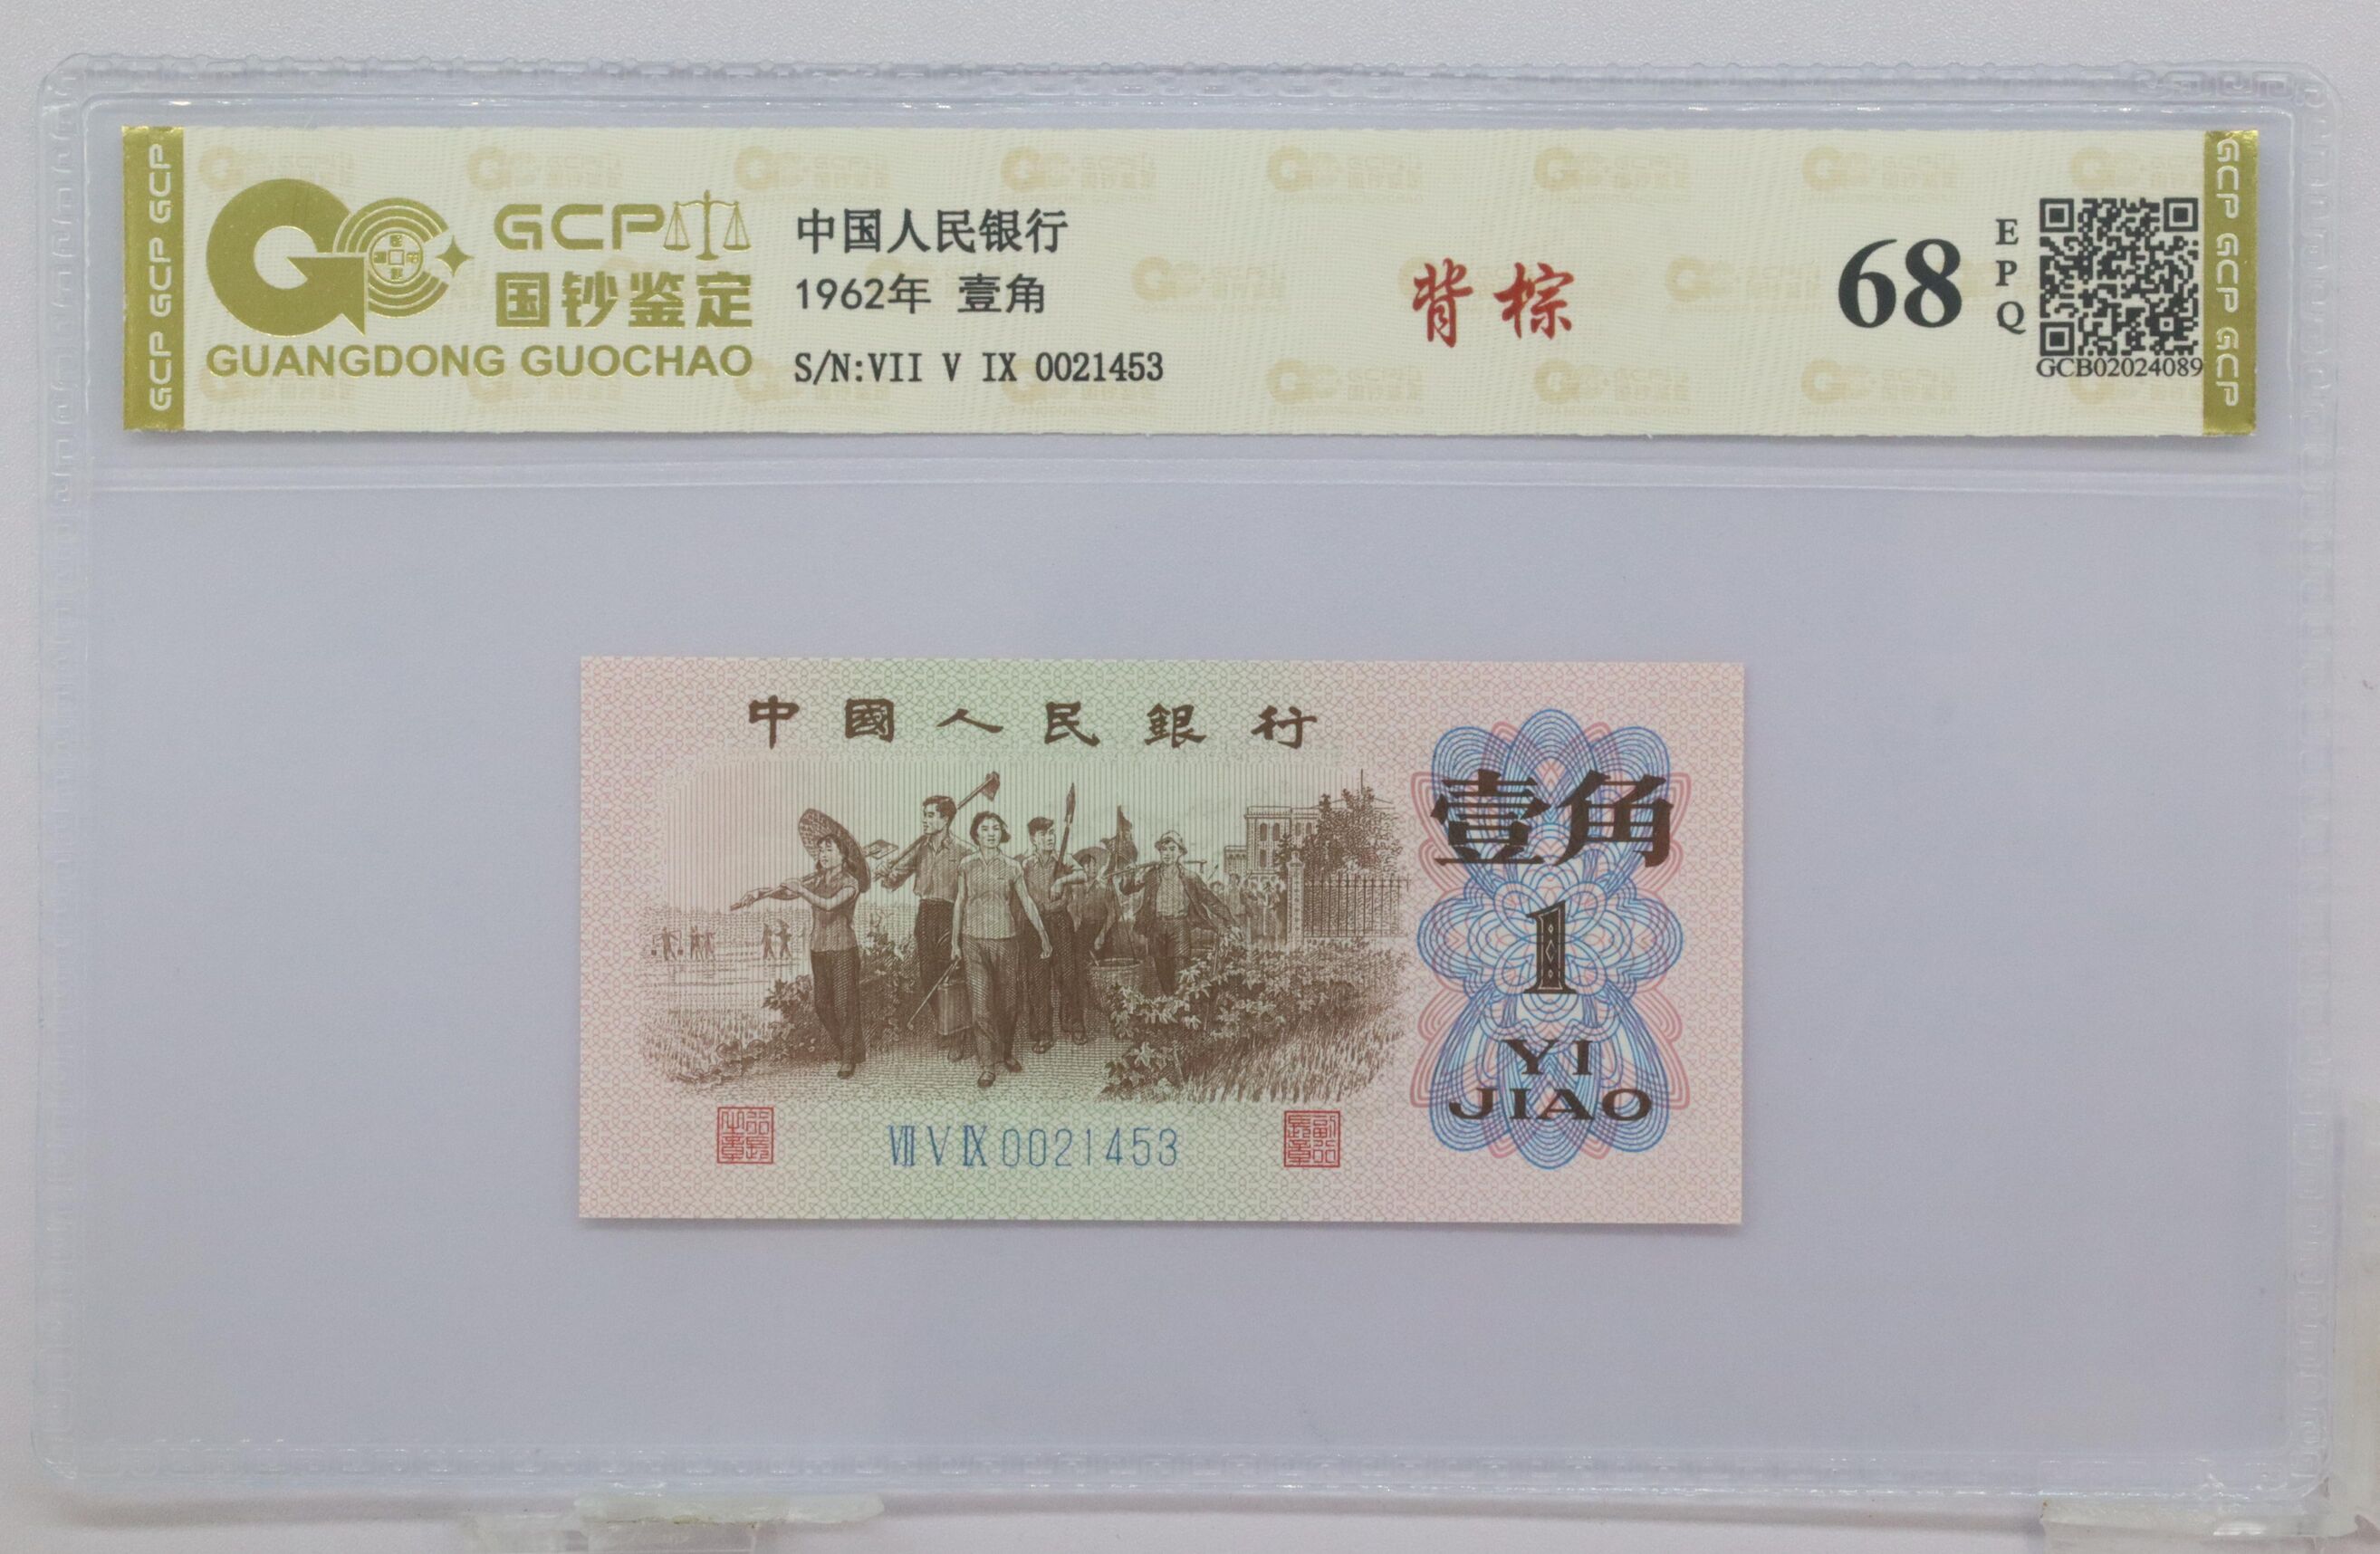 GCP GCP GCP
GCP
国钞鉴定
GUANGDONG GUOCHAO
中国人民银行
1962年 壹角
S/N:VII V IX 0021453
背棕
68
EPQ
GCB02024089
GCP GCP GCP
中國人民銀行
壹角
1
YI
JIAO
VII V IX 0021453